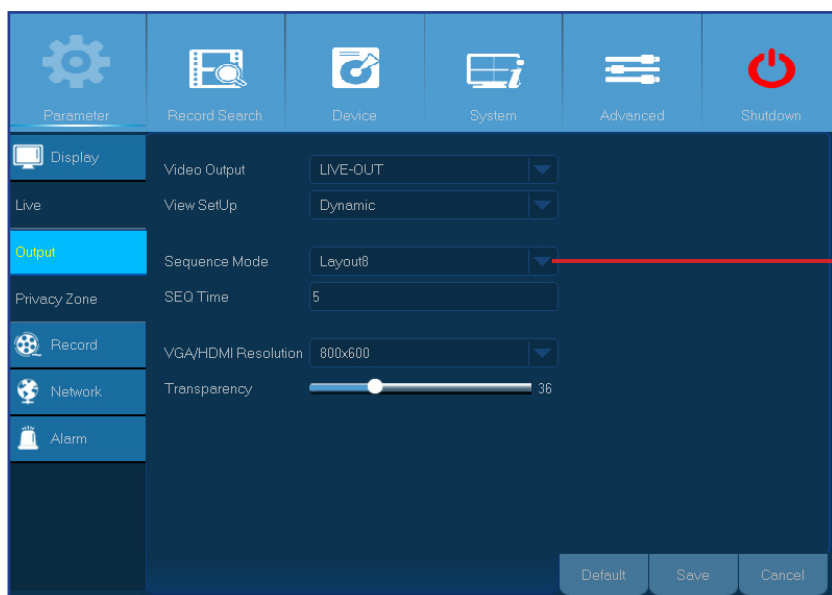 Parameter Record Search Device System Advanced Shutdown
Display
Live
Output
Privacy Zone
Record
Network
Alarm
Video Output LIVE-OUT
View SetUp Dynamic
Sequence Mode Layout8
SEQ Time 5
VGA/HDMI Resolution 800x600
Transparency 36
Default Save Cancel